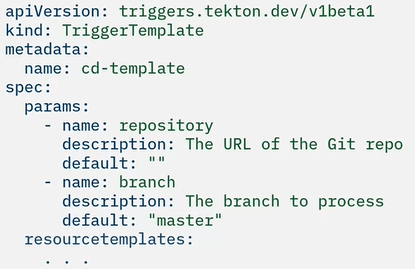 apiVersion: triggers.tekton.dev/v1beta1
kind: TriggerTemplate
metadata:
  name: cd-template
spec:
  params:
    - name: repository
      description: The URL of the Git repo
      default: ""
    - name: branch
      description: The branch to process
      default: "master"
  resourcetemplates:
    . . .